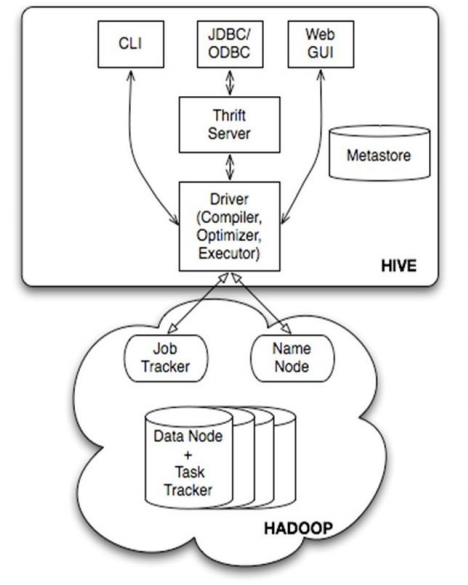 CLI
JDBC/
ODBC
Web
GUI
Thrift
Server
Metastore
Driver
(Compiler,
Optimizer,
Executor)
HIVE
Job
Tracker
Name
Node
Data Node
+
Task
Tracker
HADOOP